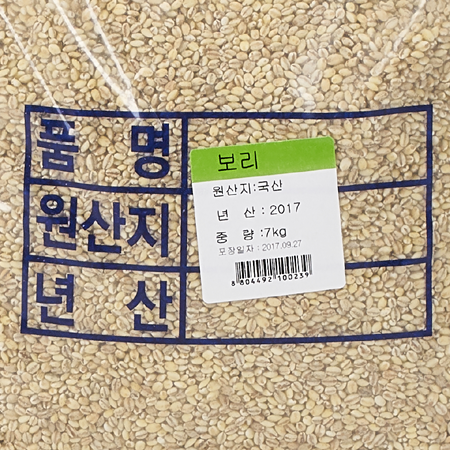 품 명
원산지
년 산
보리
원산지:국산
년 산:2017
중 량:7kg
포장일자:2017.09.27
8 804492 100239